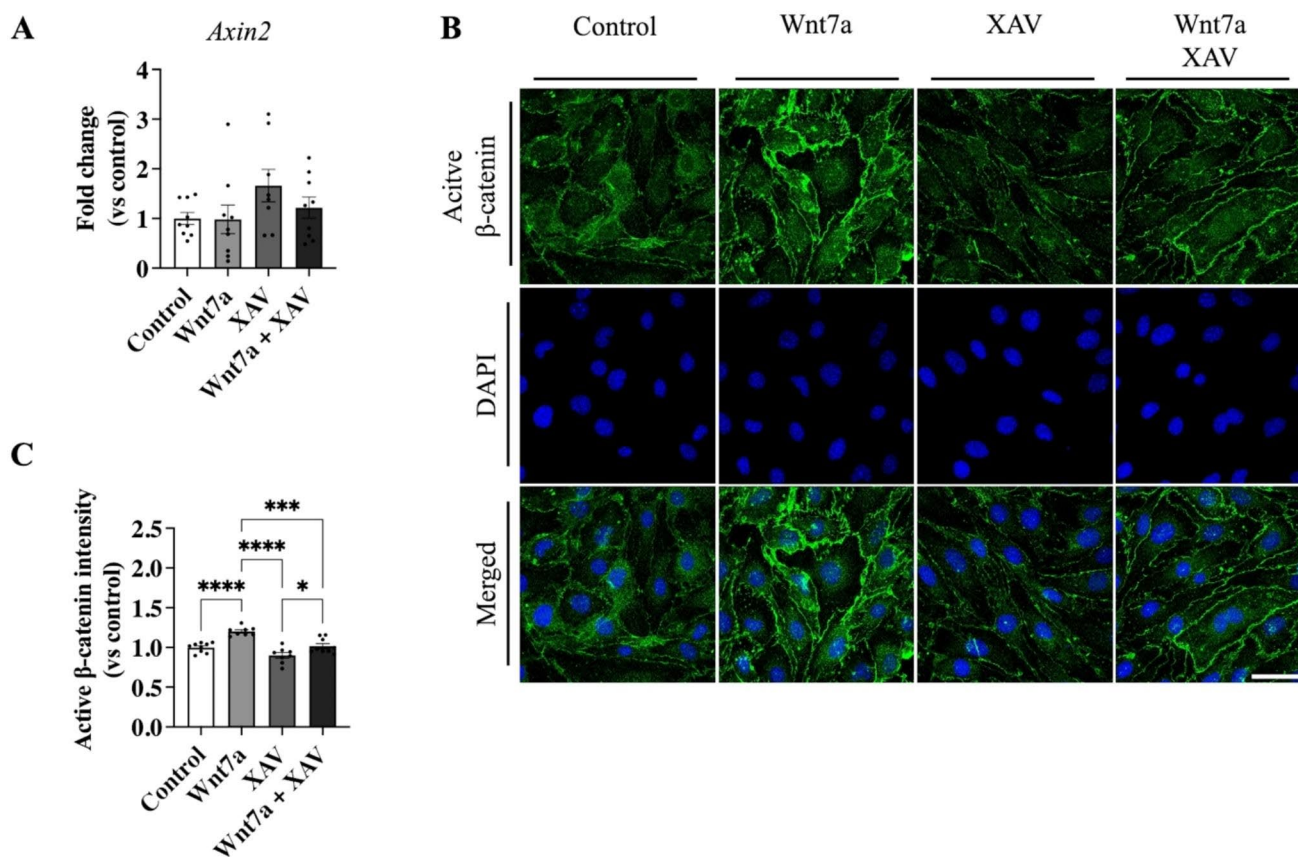 A
Axin2
Fold change
(vs control)
4
3
2
1
0
Control
Wnt7a
XAV
Wnt7a + XAV
B
Control
Wnt7a
XAV
Wnt7a
XAV
Acitve
β-catenin
DAPI
Merged
C
Active β-catenin intensity
(vs control)
2.5
2.0
1.5
1.0
0.5
0.0
***
****
****
*
Control
Wnt7a
XAV
Wnt7a + XAV